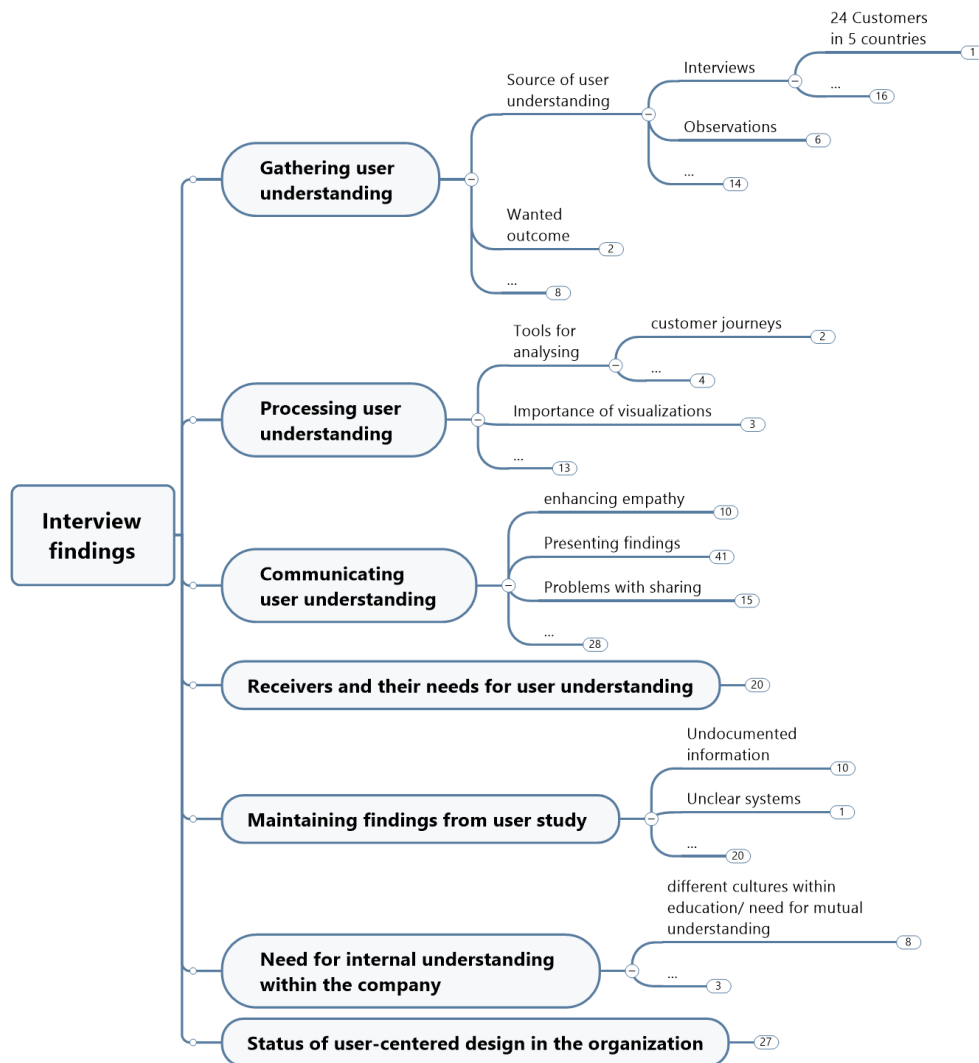 Interview
findings
Gathering user
understanding
Source of user
understanding
Interviews
24 Customers
in 5 countries
1
...
16
Observations
6
...
14
Wanted
outcome
2
...
8
Processing user
understanding
Tools for
analysing
customer journeys
2
...
4
Importance of visualizations
3
...
13
Communicating
user understanding
enhancing empathy
10
Presenting findings
41
Problems with sharing
15
...
28
Receivers and their needs for user understanding
20
Maintaining findings from user study
Undocumented
information
10
Unclear systems
1
...
20
Need for internal understanding
within the company
different cultures within
education/ need for mutual
understanding
8
...
3
Status of user-centered design in the organization
27